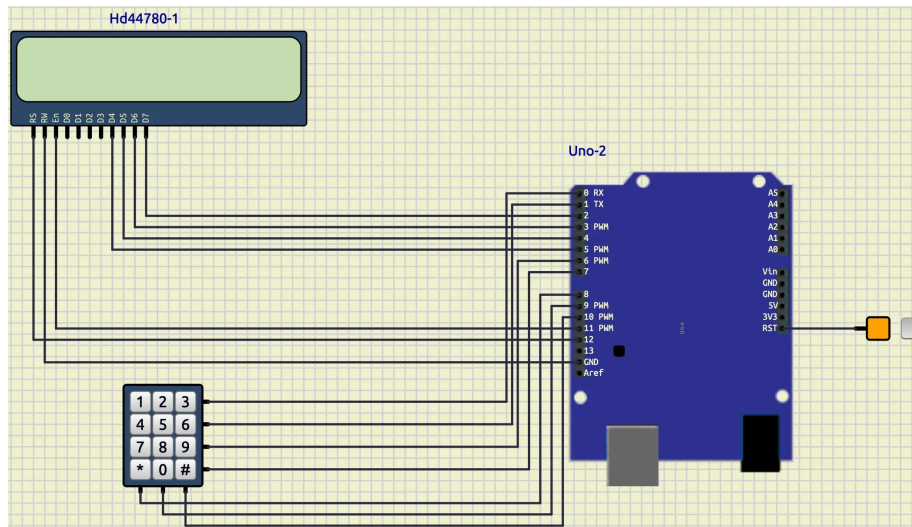 Hd44780-1
RS RW En D0 D1 D2 D3 D4 D5 D6 D7
Uno-2
0 RX
1 TX
2
3 PWM
4
5 PWM
6 PWM
7
8
9 PWM
10 PWM
11 PWM
12
13
GND
Aref
A5
A4
A3
A2
A1
A0
Vin
GND
GND
5V
3V3
RST
Uno
1 2 3
4 5 6
7 8 9
* 0 #